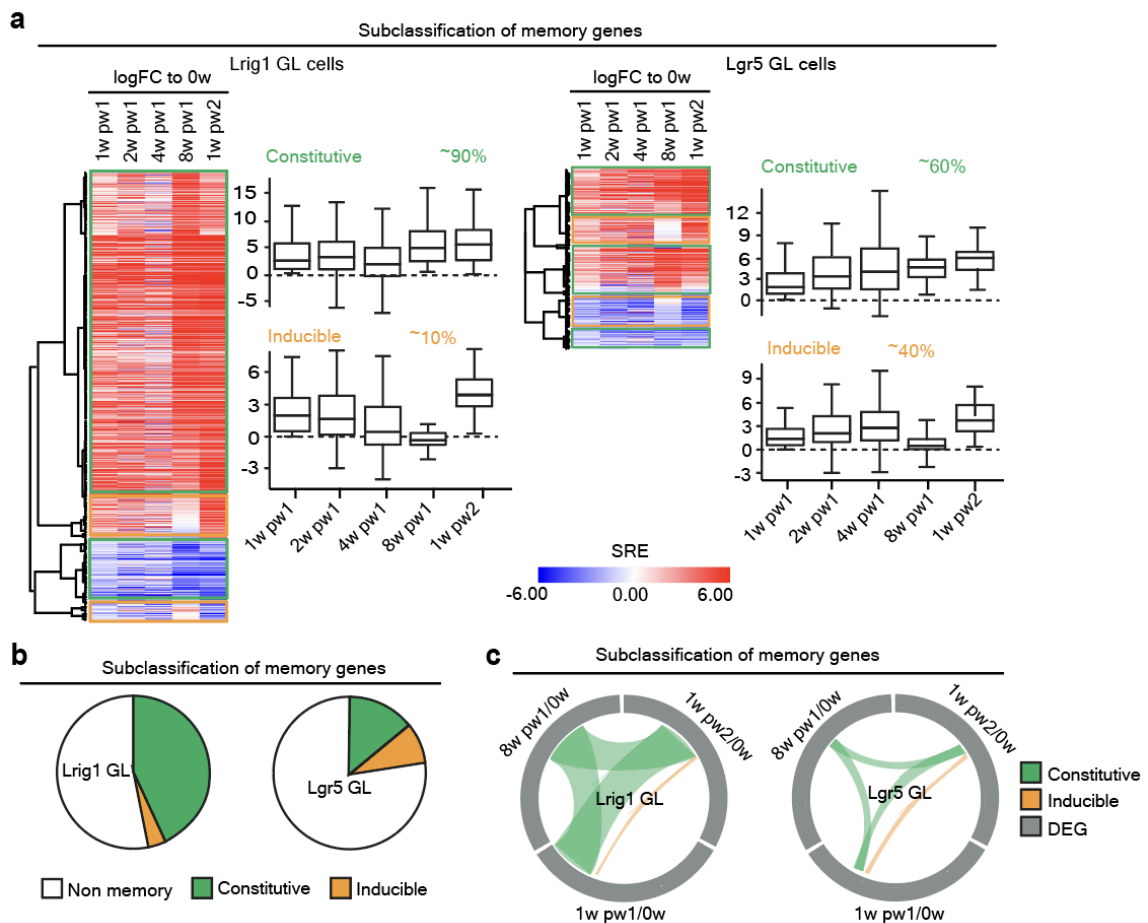 a
Subclassification of memory genes
Lrig1 GL cells
Lgr5 GL cells
logFC to 0w
logFC to 0w
1w pw1
2w pw1
4w pw1
8w pw1
1w pw2
1w pw1
2w pw1
4w pw1
8w pw1
1w pw2
Constitutive ~90%
15
10
5
0
-5
Inducible ~10%
6
3
0
-3
1w pw1
2w pw1
4w pw1
8w pw1
1w pw2
Constitutive ~60%
12
9
6
3
0
Inducible ~40%
9
6
3
0
-3
1w pw1
2w pw1
4w pw1
8w pw1
1w pw2
SRE
-6.00 0.00 6.00
b
Subclassification of memory genes
Lrig1 GL
Lgr5 GL
Non memory
Constitutive
Inducible
c
Subclassification of memory genes
8w pw1/0w
1w pw2/0w
Lrig1 GL
1w pw1/0w
8w pw1/0w
1w pw2/0w
Lgr5 GL
1w pw1/0w
Constitutive
Inducible
DEG